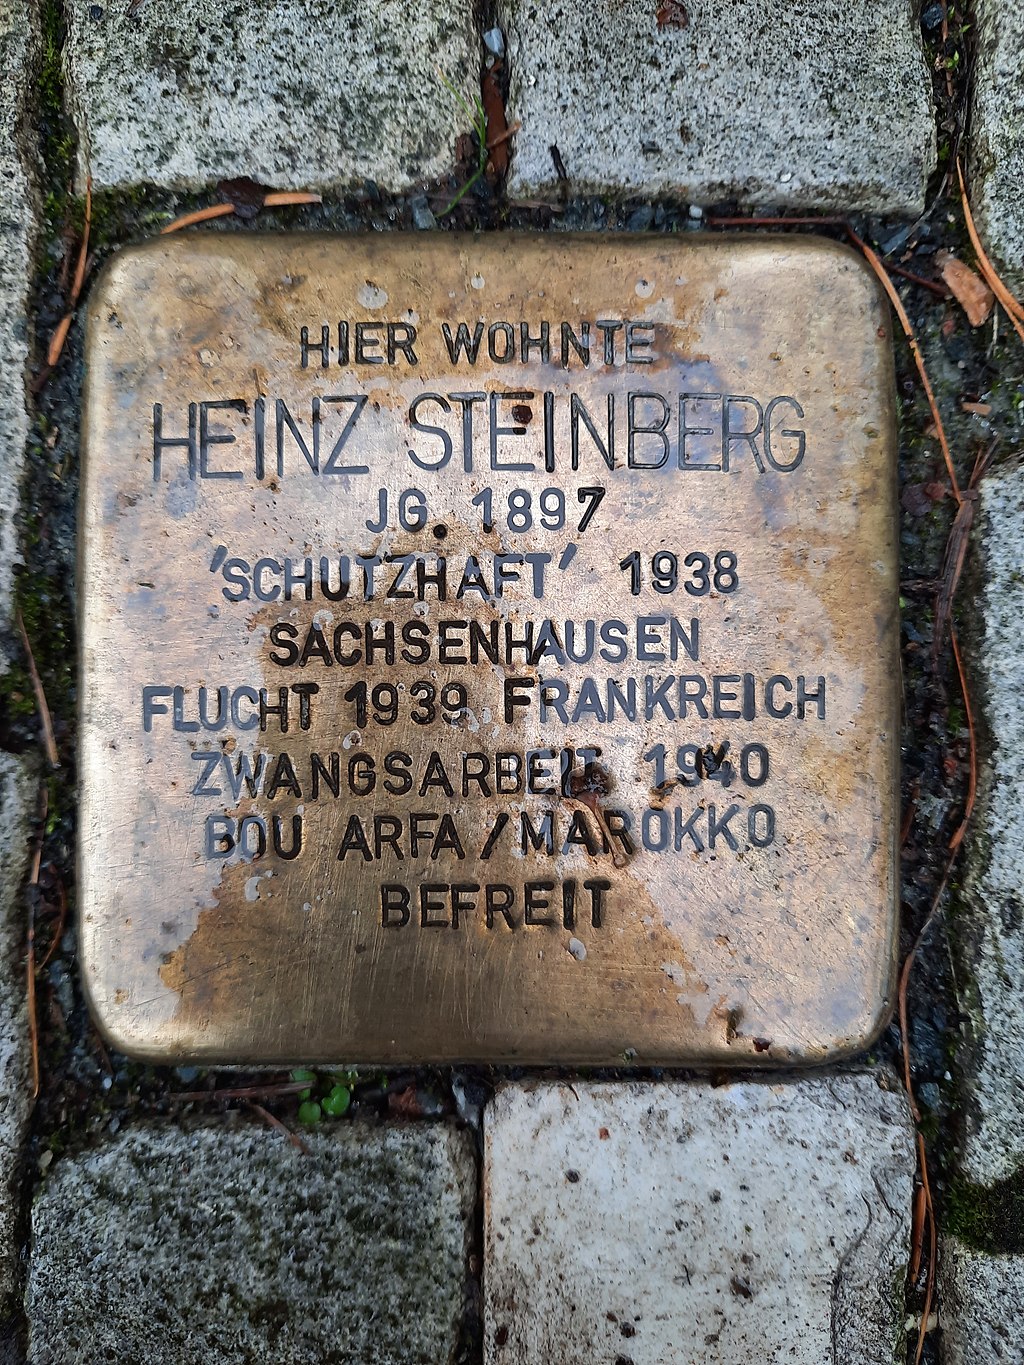 HIER WOHNTE
HEINZ STEINBERG
JG. 1897
'SCHUTZHAFT' 1938
SACHSENHAUSEN
FLUCHT 1939 FRANKREICH
ZWANGSARBEIT 1940
BOU ARFA/MAROKKO
BEFREIT